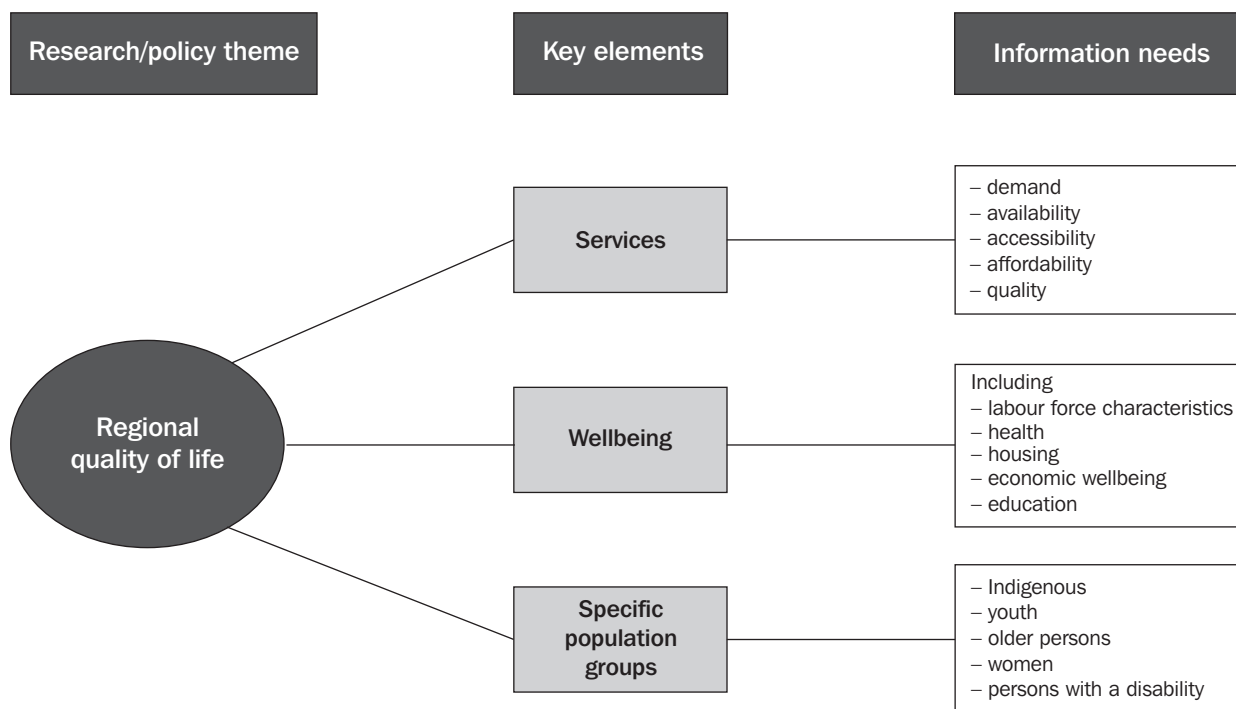 Research/policy theme
Key elements
Information needs
Services
– demand
– availability
– accessibility
– affordability
– quality
Regional
quality of life
Wellbeing
Including
– labour force characteristics
– health
– housing
– economic wellbeing
– education
Specific
population
groups
– Indigenous
– youth
– older persons
– women
– persons with a disability